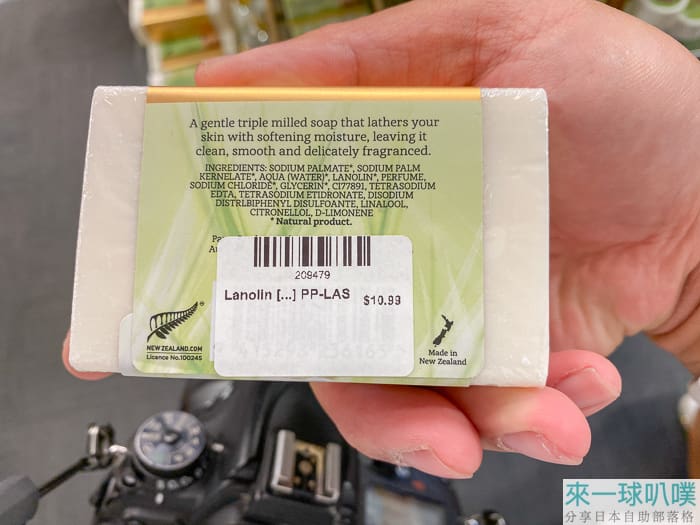 A gentle triple milled soap that lathers your
skin with softening moisture, leaving it
clean, smooth and delicately fragranced.
INGREDIENTS: SODIUM PALMATE*, SODIUM PALM
KERNELATE*, AQUA (WATER)*, LANOLIN*, PERFUME,
SODIUM CHLORIDE*, GLYCERIN*, CI77891, TETRASODIUM
EDTA, TETRASODIUM ETIDRONATE, DISODIUM
DISTRLBIPHENYL DISULFOANTE, LINALOOL,
CITRONELLOL, D-LIMONENE
* Natural product.
209479
Lanolin [...] PP-LAS $10.99
NEW ZEALAND.COM
Licence No.100245
Made in
New Zealand
來一球叭噗
分享日本自助部落格